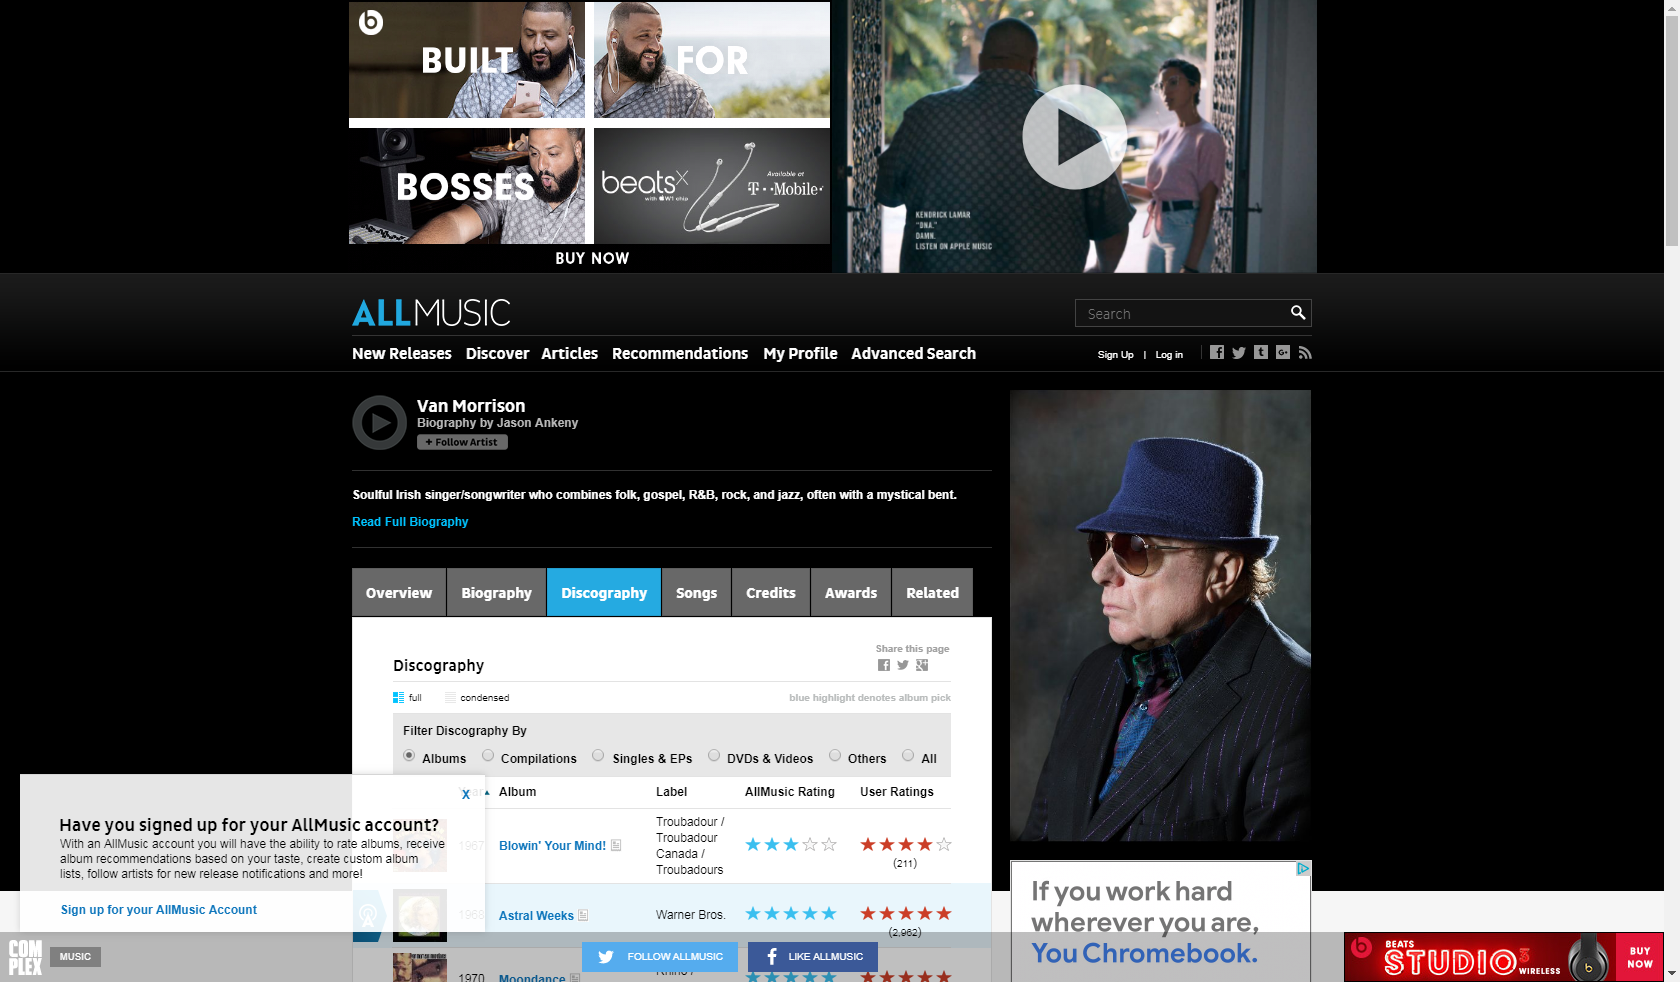 b
BUILT
FOR
BOSSES
beatsX
with W1 chip
Available at
T··Mobile·
BUY NOW
KENDRICK LAMAR
"DNA."
DAMN.
LISTEN ON APPLE MUSIC
ALLMUSIC
Search
New Releases Discover Articles Recommendations My Profile Advanced Search
Sign Up | Log in
Van Morrison
Biography by Jason Ankeny
+ Follow Artist
Soulful Irish singer/songwriter who combines folk, gospel, R&B, rock, and jazz, often with a mystical bent.
Read Full Biography
Overview Biography Discography Songs Credits Awards Related
Share this page
Discography
full condensed
blue highlight denotes album pick
Filter Discography By
Albums Compilations Singles & EPs DVDs & Videos Others All
Album Label AllMusic Rating User Ratings
1967 Blowin' Your Mind!
Troubadour /
Troubadour
Canada /
Troubadours
(211)
1968 Astral Weeks Warner Bros.
(2,962)
1970 Moondance
X
Have you signed up for your AllMusic account?
With an AllMusic account you will have the ability to rate albums, receive
album recommendations based on your taste, create custom album
lists, follow artists for new release notifications and more!
Sign up for your AllMusic Account
If you work hard
wherever you are,
You Chromebook.
COM
PLEX
MUSIC
FOLLOW ALLMUSIC
LIKE ALLMUSIC
BEATS
STUDIO3
WIRELESS
BUY
NOW